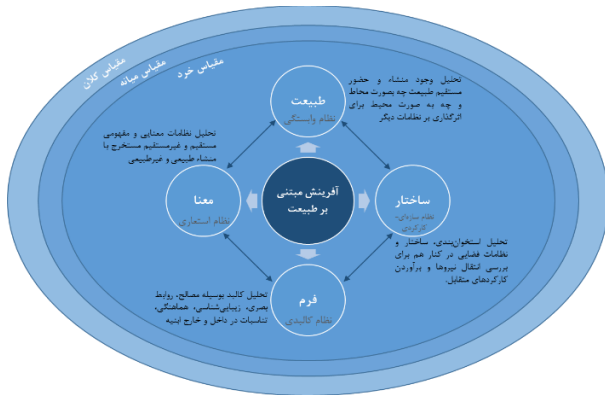 مقیاس کلان
مقیاس میانه
مقیاس خرد
طبیعت
نظام وابستگی
تحلیل وجود منشاء و حضور
مستقیم طبیعت چه بصورت محاط
و چه به صورت محیط برای
اثرگذاری بر نظامات دیگر
تحلیل نظامات معنایی و مفهومی
مستقیم و غیرمستقیم مستخرج با
منشاء طبیعی و غیرطبیعی
معنا
نظام استعاری
آفرینش مبتنی
بر طبیعت
ساختار
نظام سازه‌ای-
کارکردی
تحلیل استخوان‌بندی، ساختار و
نظامات فضایی در کنار هم برای
بررسی انتقال نیروها و برآوردن
کارکردهای متقابل.
فرم
نظام کالبدی
تحلیل کالبد بوسیله مصالح، روابط
بصری، زیبایی‌شناسی، هماهنگی،
تناسبات در داخل و خارج ابنیه